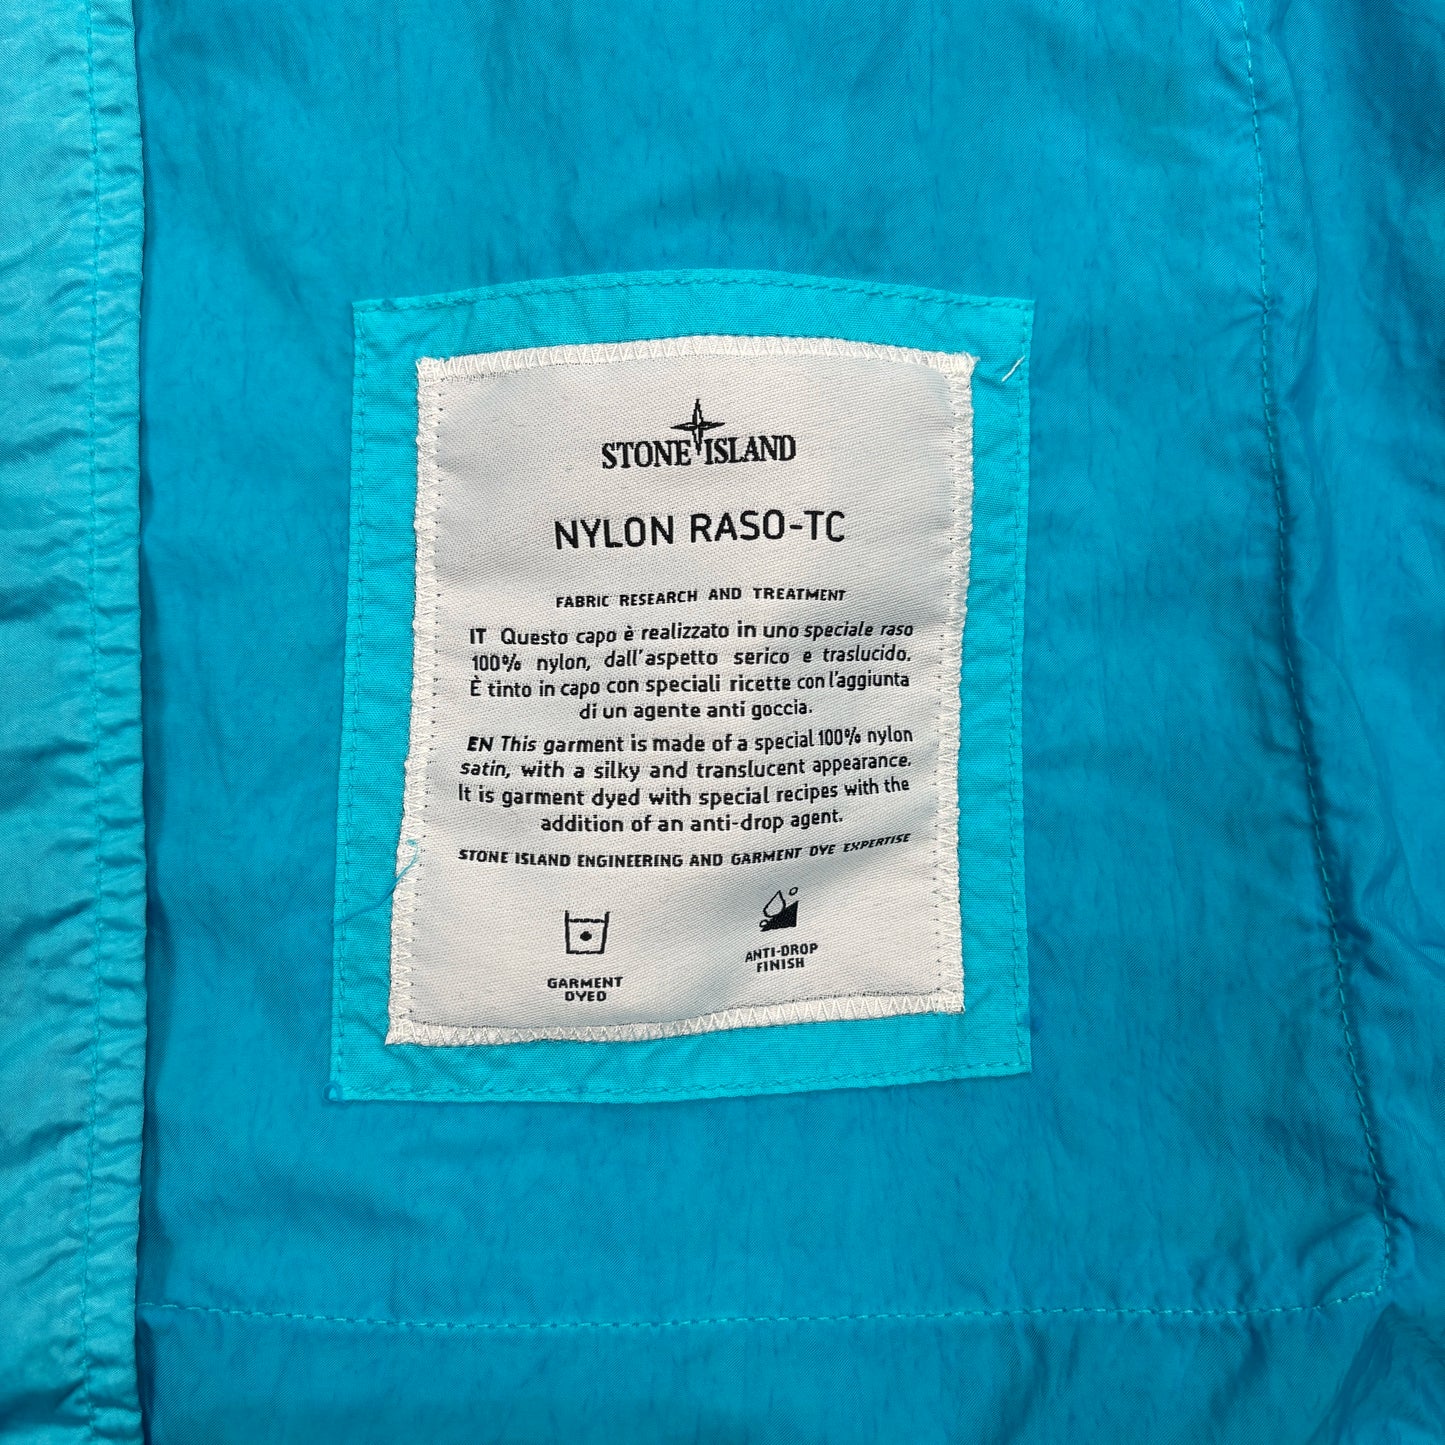 STONE ISLAND
NYLON RASO-TC
FABRIC RESEARCH AND TREATMENT
IT Questo capo è realizzato in uno speciale raso
100% nylon, dall'aspetto serico e traslucido.
È tinto in capo con speciali ricette con l'aggiunta
di un agente anti goccia.
EN This garment is made of a special 100% nylon
satin, with a silky and translucent appearance.
It is garment dyed with special recipes with the
addition of an anti-drop agent.
STONE ISLAND ENGINEERING AND GARMENT DYE EXPERTISE
ANTI-DROP
FINISH
GARMENT
DYED